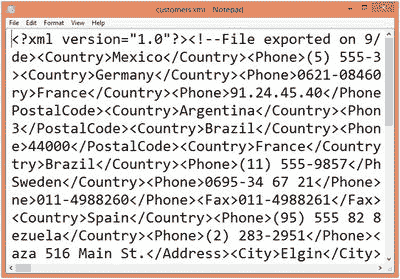 customers.xml - Notepad
File Edit Format View Help
<?xml version="1.0"?><!--File exported on 9/
de><Country>Mexico</Country><Phone>(5) 555-3
><Country>Germany</Country><Phone>0621-08460
ry>France</Country><Phone>91.24.45.40</Phone
PostalCode><Country>Argentina</Country><Phon
3</PostalCode><Country>Brazil</Country><Phon
e>44000</PostalCode><Country>France</Country
try>Brazil</Country><Phone>(11) 555-9857</Ph
Sweden</Country><Phone>0695-34 67 21</Phone>
ne>011-4988260</Phone><Fax>011-4988261</Fax>
<Country>Spain</Country><Phone>(95) 555 82 8
ezuela</Country><Phone>(2) 283-2951</Phone><
aza 516 Main St.</Address><City>Elgin</City>